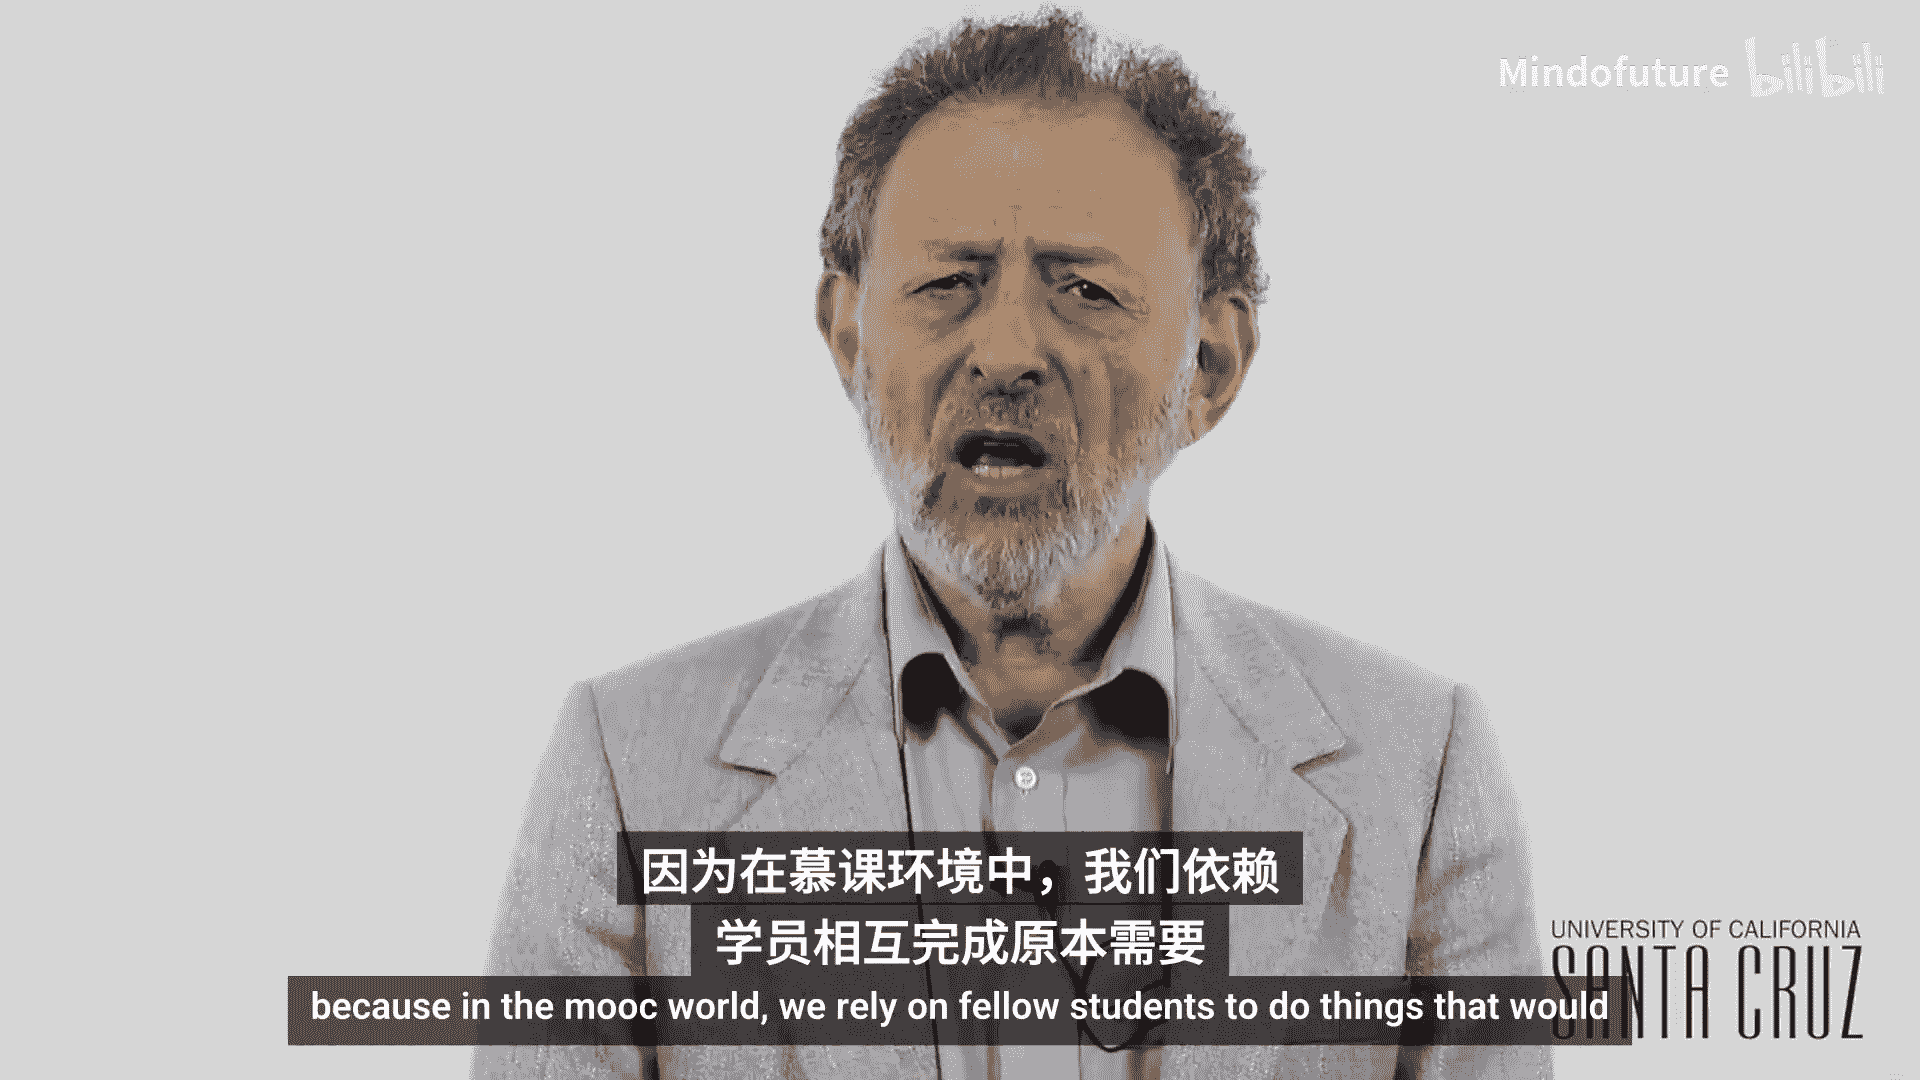 Mindofuture bilibili
因为在慕课环境中，我们依赖
学员相互完成原本需要
because in the mooc world, we rely on fellow students to do things that would
UNIVERSITY OF CALIFORNIA
SANTA CRUZ